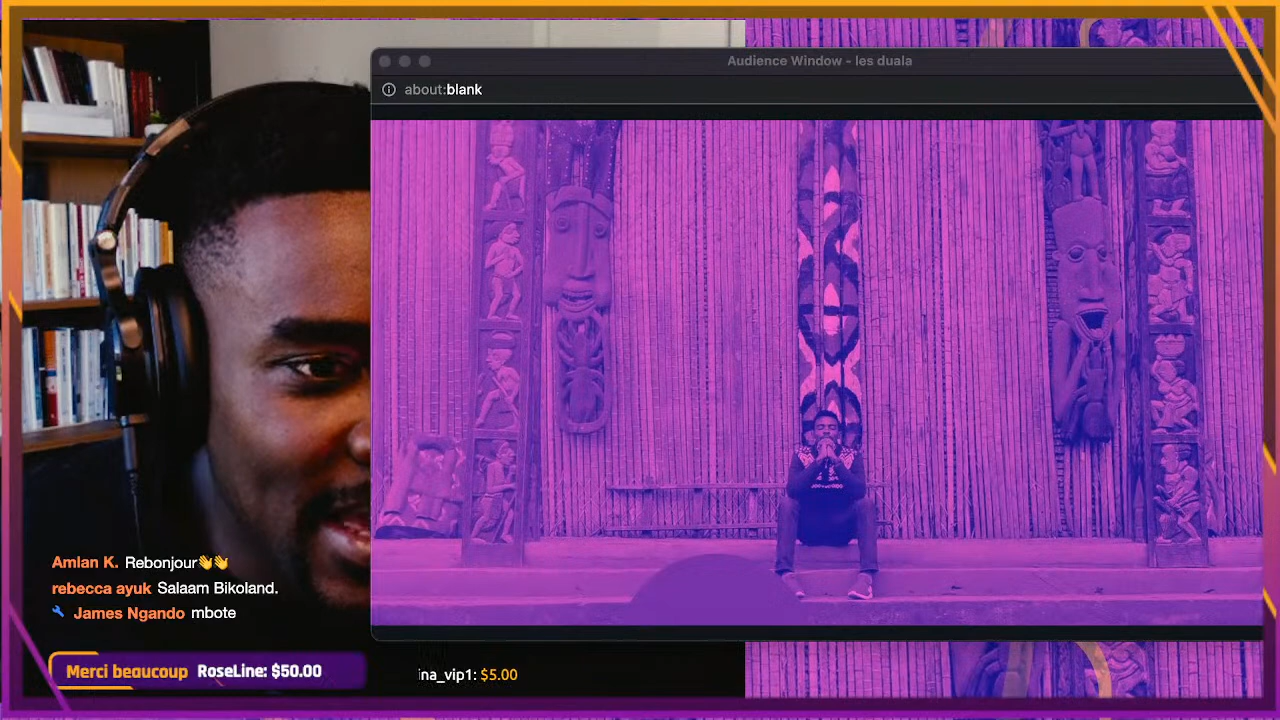 Audience Window - les duala
about:blank
Amlan K. Rebonjour👋👋
rebecca ayuk Salaam Bikoland.
James Ngando mbote
Merci beaucoup RoseLine: $50.00
ina_vip1: $5.00